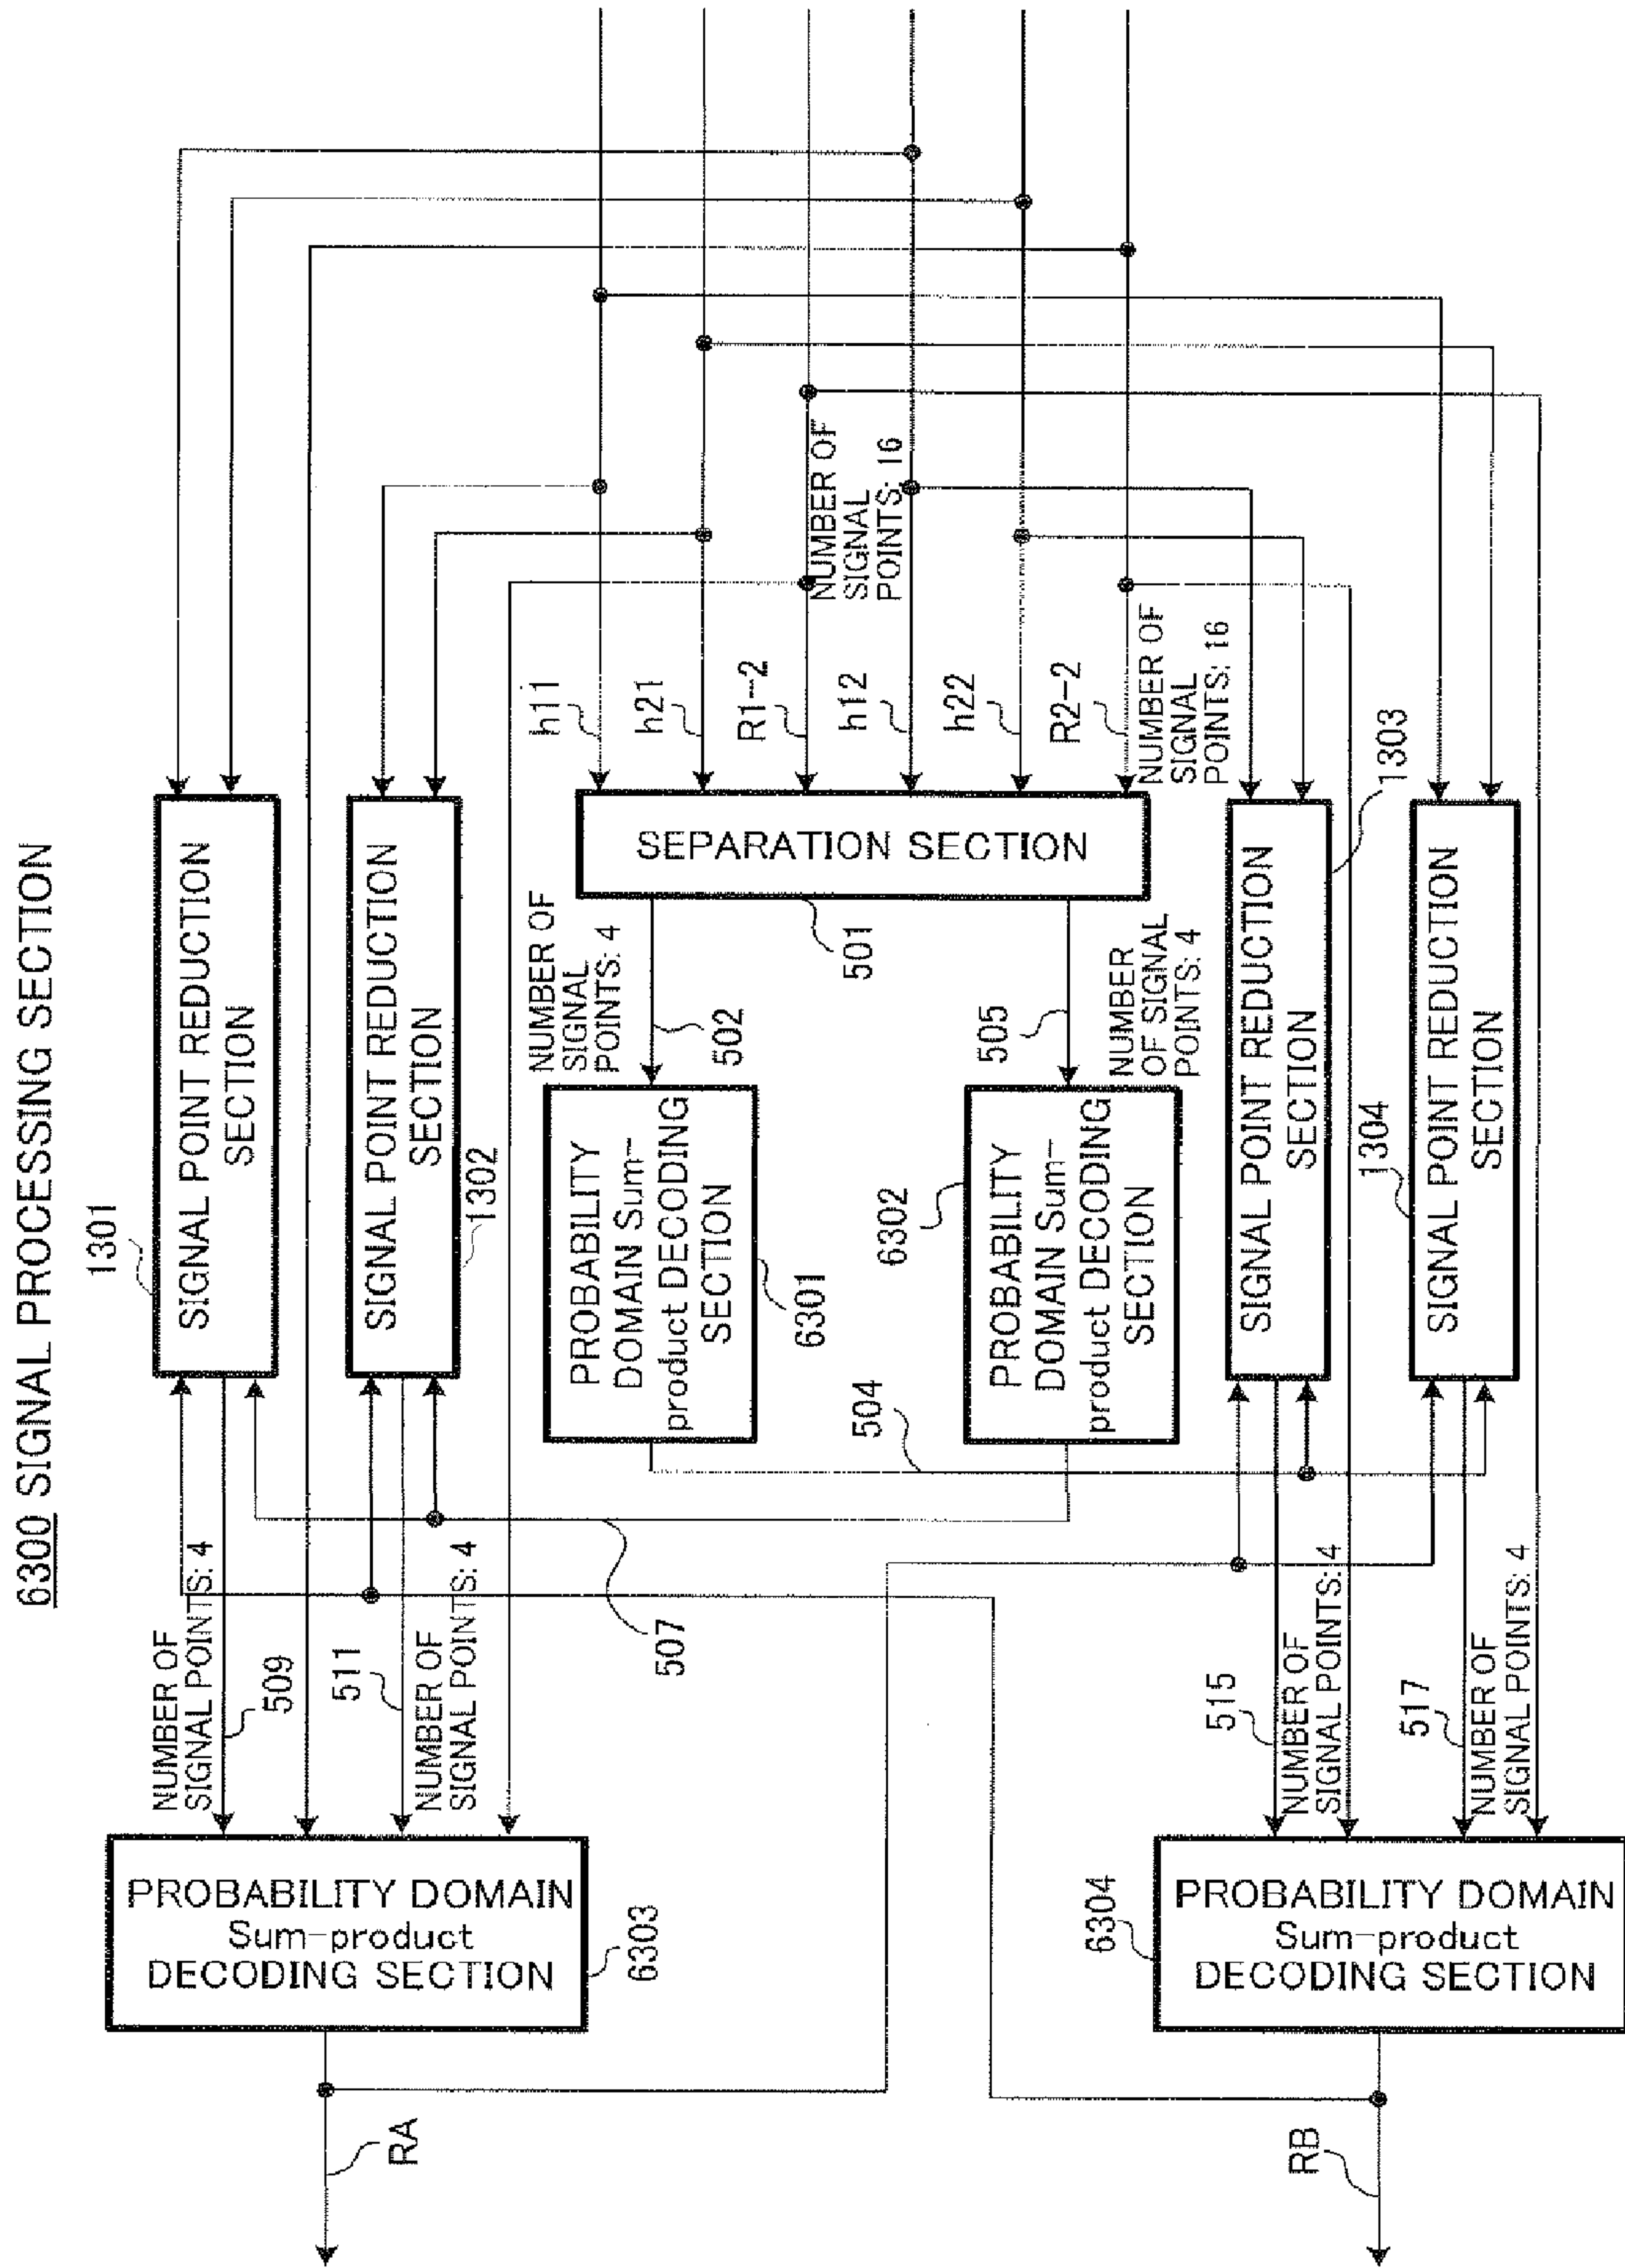 6300 SIGNAL PROCESSING SECTION
1301
SIGNAL POINT REDUCTION
SECTION
SIGNAL POINT REDUCTION
SECTION
1302
h11
h21
R1-2
NUMBER OF
SIGNAL
POINTS: 16
h12
h22
R2-2
NUMBER OF
SIGNAL
POINTS: 16
SEPARATION SECTION
501
NUMBER OF
SIGNAL
POINTS: 4
502
505
NUMBER
OF SIGNAL
POINTS: 4
PROBABILITY
DOMAIN Sum-
product DECODING
SECTION
6301
6302
PROBABILITY
DOMAIN Sum-
product DECODING
SECTION
504
507
1303
SIGNAL POINT REDUCTION
SECTION
1304
SIGNAL POINT REDUCTION
SECTION
NUMBER OF
SIGNAL POINTS: 4
509
511
NUMBER OF
SIGNAL POINTS: 4
515
NUMBER OF
SIGNAL POINTS: 4
517
NUMBER OF
SIGNAL POINTS: 4
PROBABILITY DOMAIN
Sum-product
DECODING SECTION
6303
6304
PROBABILITY DOMAIN
Sum-product
DECODING SECTION
RA
RB